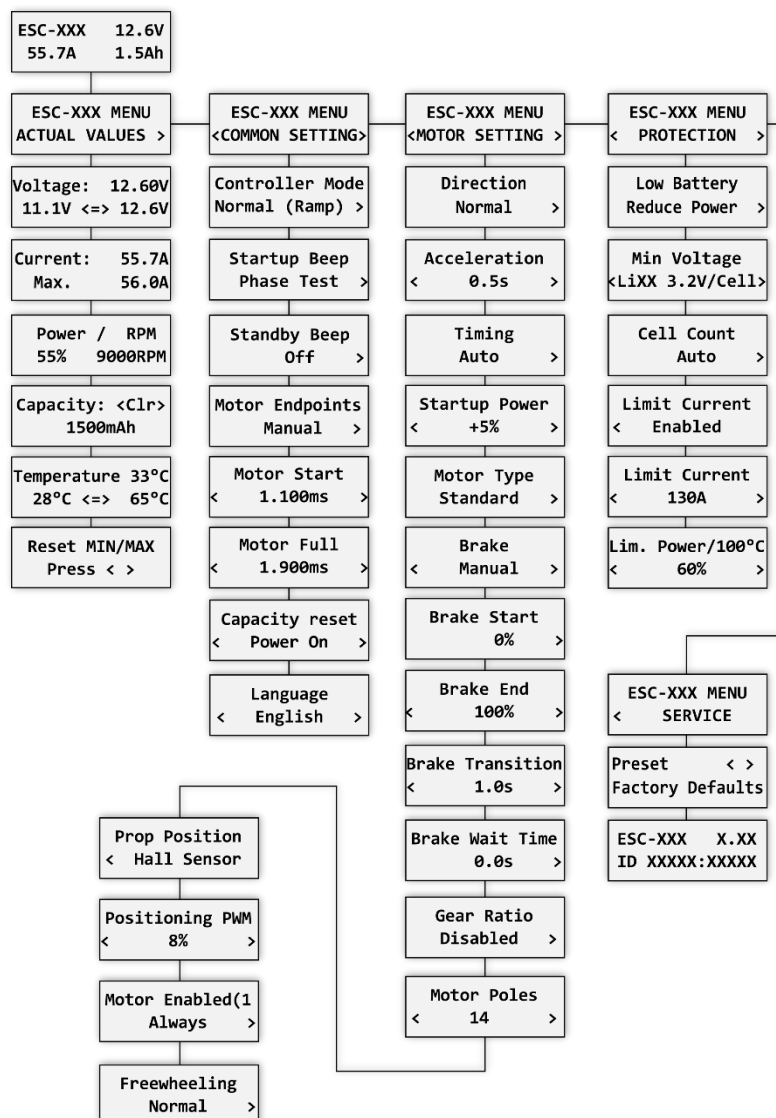 ESC-XXX 12.6V
55.7A 1.5Ah
ESC-XXX MENU
ACTUAL VALUES >
Voltage: 12.60V
11.1V <=> 12.6V
Current: 55.7A
Max. 56.0A
Power / RPM
55% 9000RPM
Capacity: <Clr>
1500mAh
Temperature 33°C
28°C <=> 65°C
Reset MIN/MAX
Press < >
ESC-XXX MENU
<COMMON SETTING>
Controller Mode
Normal (Ramp) >
Startup Beep
Phase Test >
Standby Beep
Off >
Motor Endpoints
Manual >
Motor Start
< 1.100ms >
Motor Full
< 1.900ms >
Capacity reset
< Power On >
Language
< English >
ESC-XXX MENU
<MOTOR SETTING >
Direction
Normal >
Acceleration
< 0.5s >
Timing
Auto >
Startup Power
< +5% >
Motor Type
Standard >
Brake
< Manual >
Brake Start
0% >
Brake End
< 100% >
Brake Transition
< 1.0s >
Brake Wait Time
0.0s >
Gear Ratio
Disabled >
Motor Poles
< 14 >
Prop Position
< Hall Sensor
Positioning PWM
< 8% >
Motor Enabled(1
Always >
Freewheeling
Normal >
ESC-XXX MENU
< PROTECTION >
Low Battery
Reduce Power >
Min Voltage
<LiXX 3.2V/Cell>
Cell Count
Auto >
Limit Current
< Enabled
Limit Current
< 130A >
Lim. Power/100°C
< 60% >
ESC-XXX MENU
< SERVICE
Preset < >
Factory Defaults
ESC-XXX X.XX
ID XXXXX:XXXXX